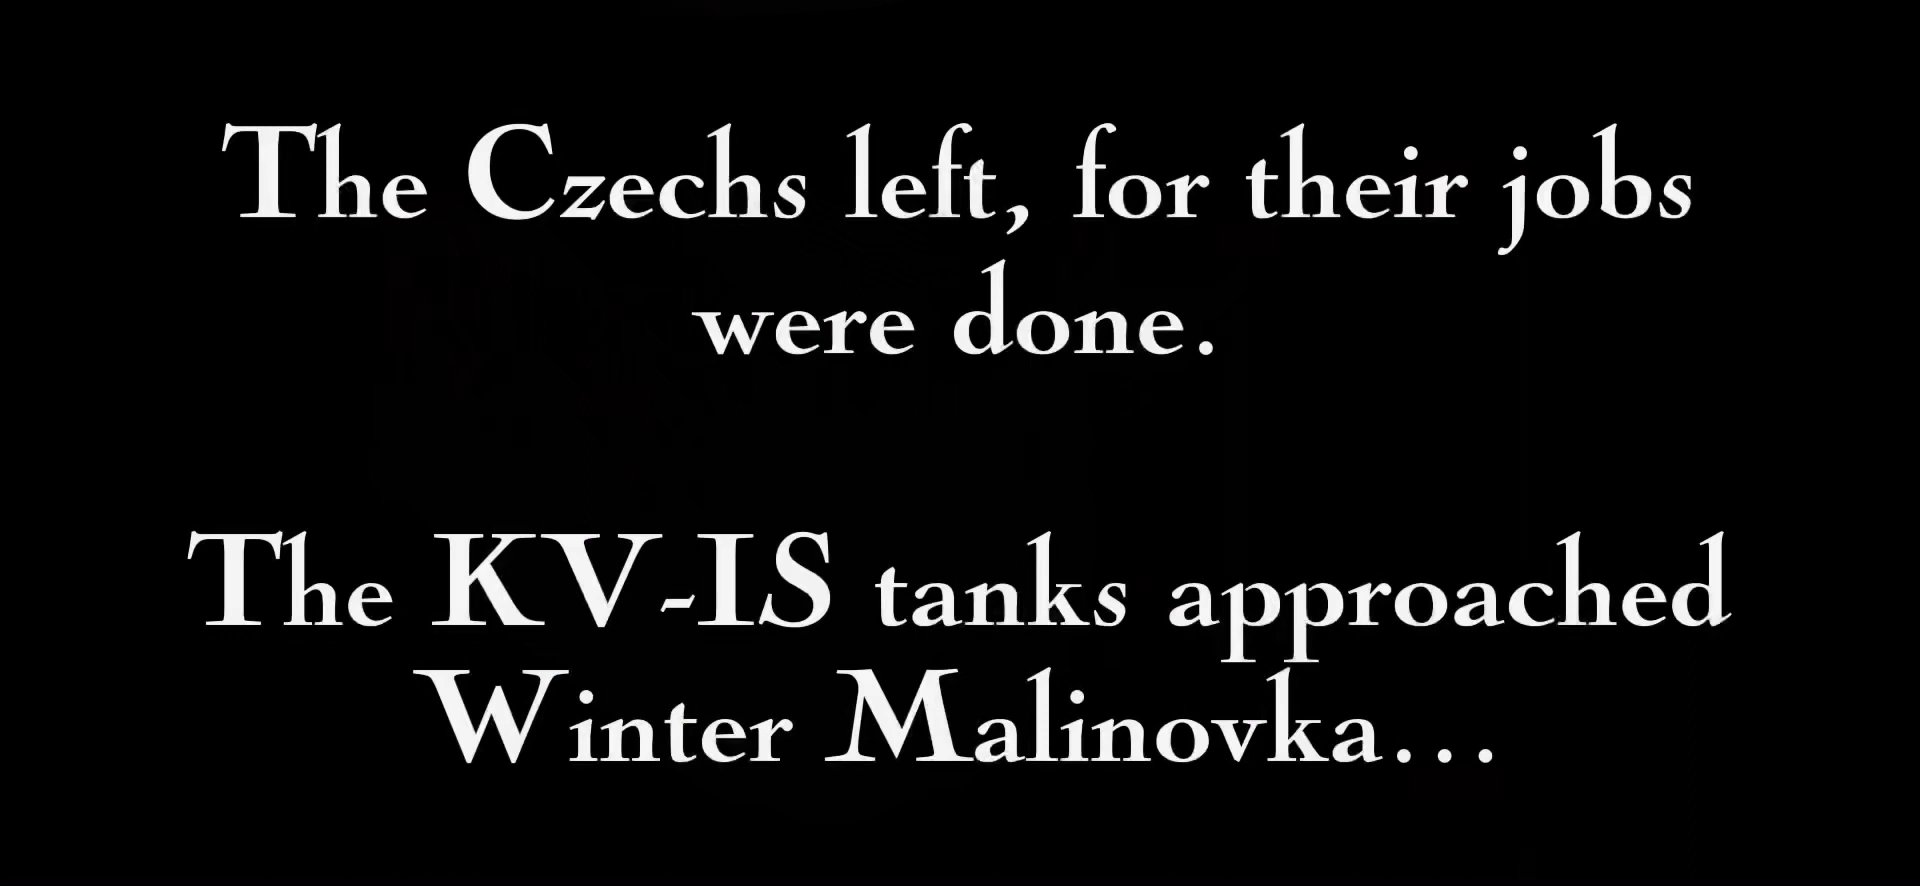 The Czechs left, for their jobs
were done.
The KV-IS tanks approached
Winter Malinovka...